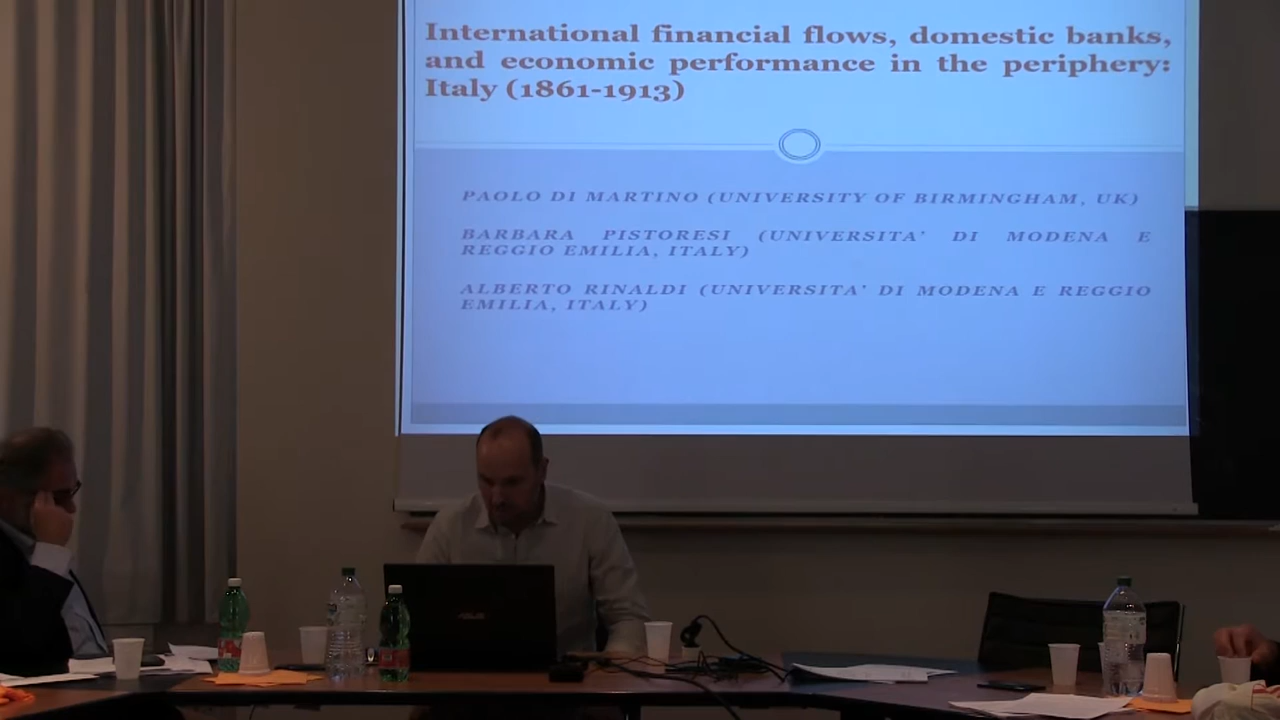 International financial flows, domestic banks,
and economic performance in the periphery:
Italy (1861-1913)
PAOLO DI MARTINO (UNIVERSITY OF BIRMINGHAM, UK)
BARBARA PISTORESI (UNIVERSITA' DI MODENA E
REGGIO EMILIA, ITALY)
ALBERTO RINALDI (UNIVERSITA' DI MODENA E REGGIO
EMILIA, ITALY)
ASUS